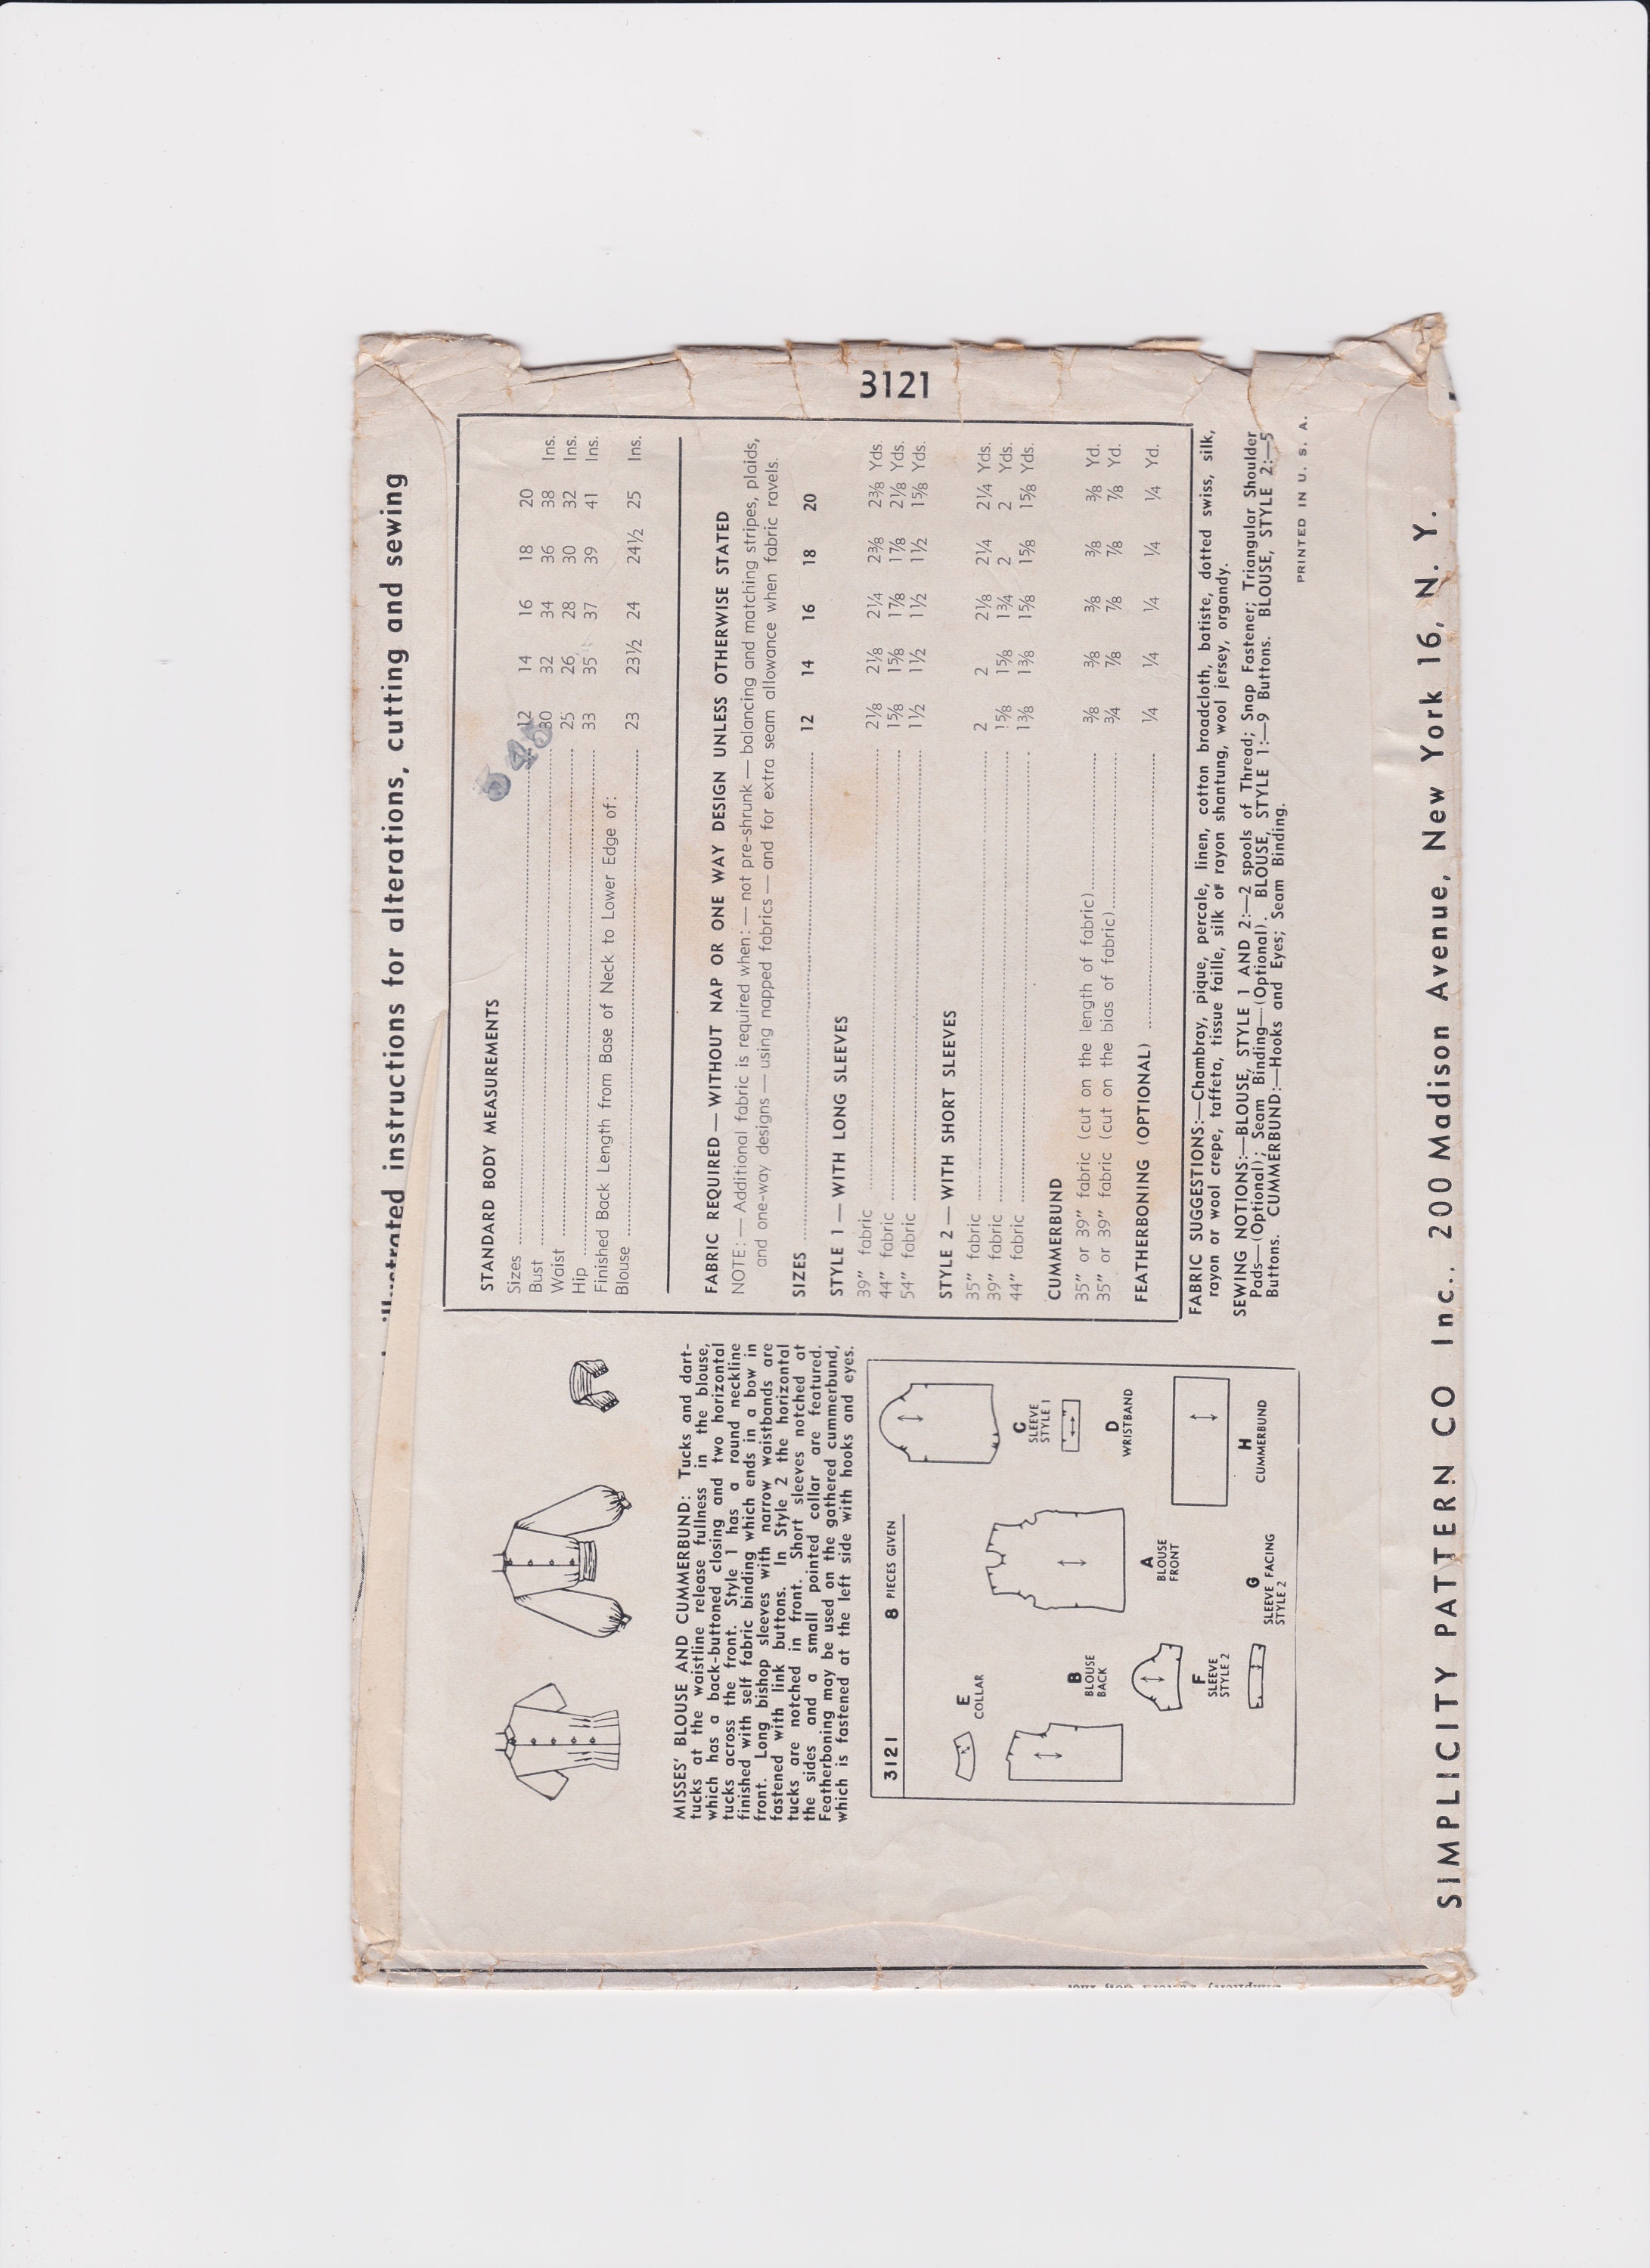 illustrated instructions for alterations, cutting and sewing
3121
MISSES' BLOUSE AND CUMMERBUND: Tucks and dart-
tucks at the waistline release fullness in the blouse,
which has a back-buttoned closing and two horizontal
tucks across the front. Style 1 has a round neckline
finished with self fabric binding which ends in a bow in
front. Long bishop sleeves with narrow waistbands are
fastened with link buttons. In Style 2 the horizontal
tucks are notched in front. Short sleeves notched at
the sides and a small pointed collar are featured.
Featherboning may be used on the gathered cummerbund,
which is fastened at the left side with hooks and eyes.
3121 8 PIECES GIVEN
E
COLLAR
B
BLOUSE
BACK
F
SLEEVE
STYLE 2
G
SLEEVE FACING
STYLE 2
A
BLOUSE
FRONT
C
SLEEVE
STYLE 1
D
WRISTBAND
H
CUMMERBUND
STANDARD BODY MEASUREMENTS
Sizes 12 14 16 18 20
Bust 30 32 34 36 38 Ins.
Waist 25 26 28 30 32 Ins.
Hip 33 35 37 39 41 Ins.
Finished Back Length from Base of Neck to Lower Edge of:
Blouse 23 23½ 24 24½ 25 Ins.
FABRIC REQUIRED — WITHOUT NAP OR ONE WAY DESIGN UNLESS OTHERWISE STATED
NOTE: — Additional fabric is required when: — not pre-shrunk — balancing and matching stripes, plaids,
and one-way designs — using napped fabrics — and for extra seam allowance when fabric ravels.
SIZES 12 14 16 18 20
STYLE 1 — WITH LONG SLEEVES
39" fabric 2⅛ 2⅛ 2¼ 2⅜ 2⅜ Yds.
44" fabric 1⅝ 1⅝ 1⅞ 1⅞ 2⅛ Yds.
54" fabric 1½ 1½ 1½ 1½ 1⅝ Yds.
STYLE 2 — WITH SHORT SLEEVES
35" fabric 2 2 2⅛ 2¼ 2¼ Yds.
39" fabric 1⅝ 1⅝ 1¾ 2 2 Yds.
44" fabric 1⅜ 1⅜ 1⅝ 1⅝ 1⅝ Yds.
CUMMERBUND
35" or 39" fabric (cut on the length of fabric) ⅜ ⅜ ⅜ ⅜ ⅜ Yd.
35" or 39" fabric (cut on the bias of fabric) ¾ ⅞ ⅞ ⅞ ⅞ Yd.
FEATHERBONING (OPTIONAL) ¼ ¼ ¼ ¼ ¼ Yd.
FABRIC SUGGESTIONS:—Chambray, pique, percale, linen, cotton broadcloth, batiste, dotted swiss, silk,
rayon or wool crepe, taffeta, tissue faille, silk or rayon shantung, wool jersey, organdy.
SEWING NOTIONS:—BLOUSE, STYLE 1 AND 2:—2 spools of Thread; Snap Fastener; Triangular Shoulder
Pads—(Optional); Seam Binding—(Optional). BLOUSE, STYLE 1:—9 Buttons. BLOUSE, STYLE 2:—5
Buttons. CUMMERBUND:—Hooks and Eyes; Seam Binding.
PRINTED IN U. S. A.
SIMPLICITY PATTERN CO Inc., 200 Madison Avenue, New York 16, N. Y.